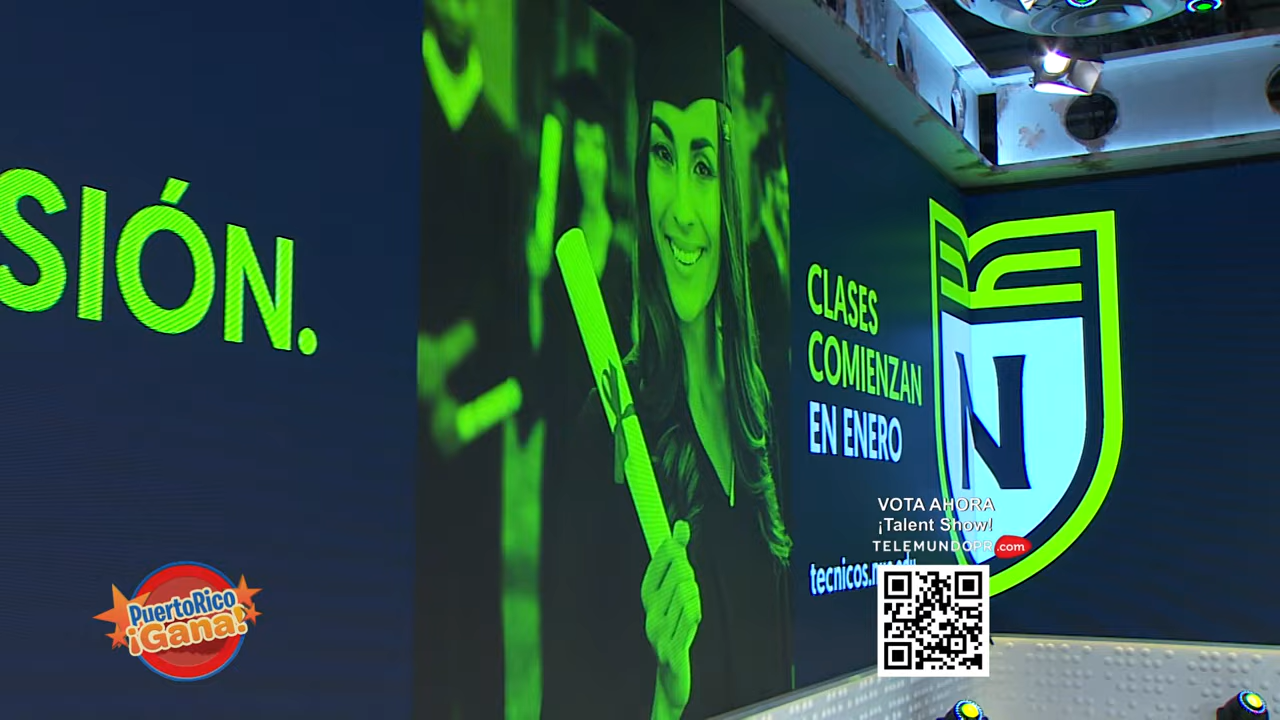 SIÓN.
CLASES
COMIENZAN
EN ENERO
N
VOTA AHORA
¡Talent Show!
TELEMUNDOPR.com
PuertoRico
¡Gana!